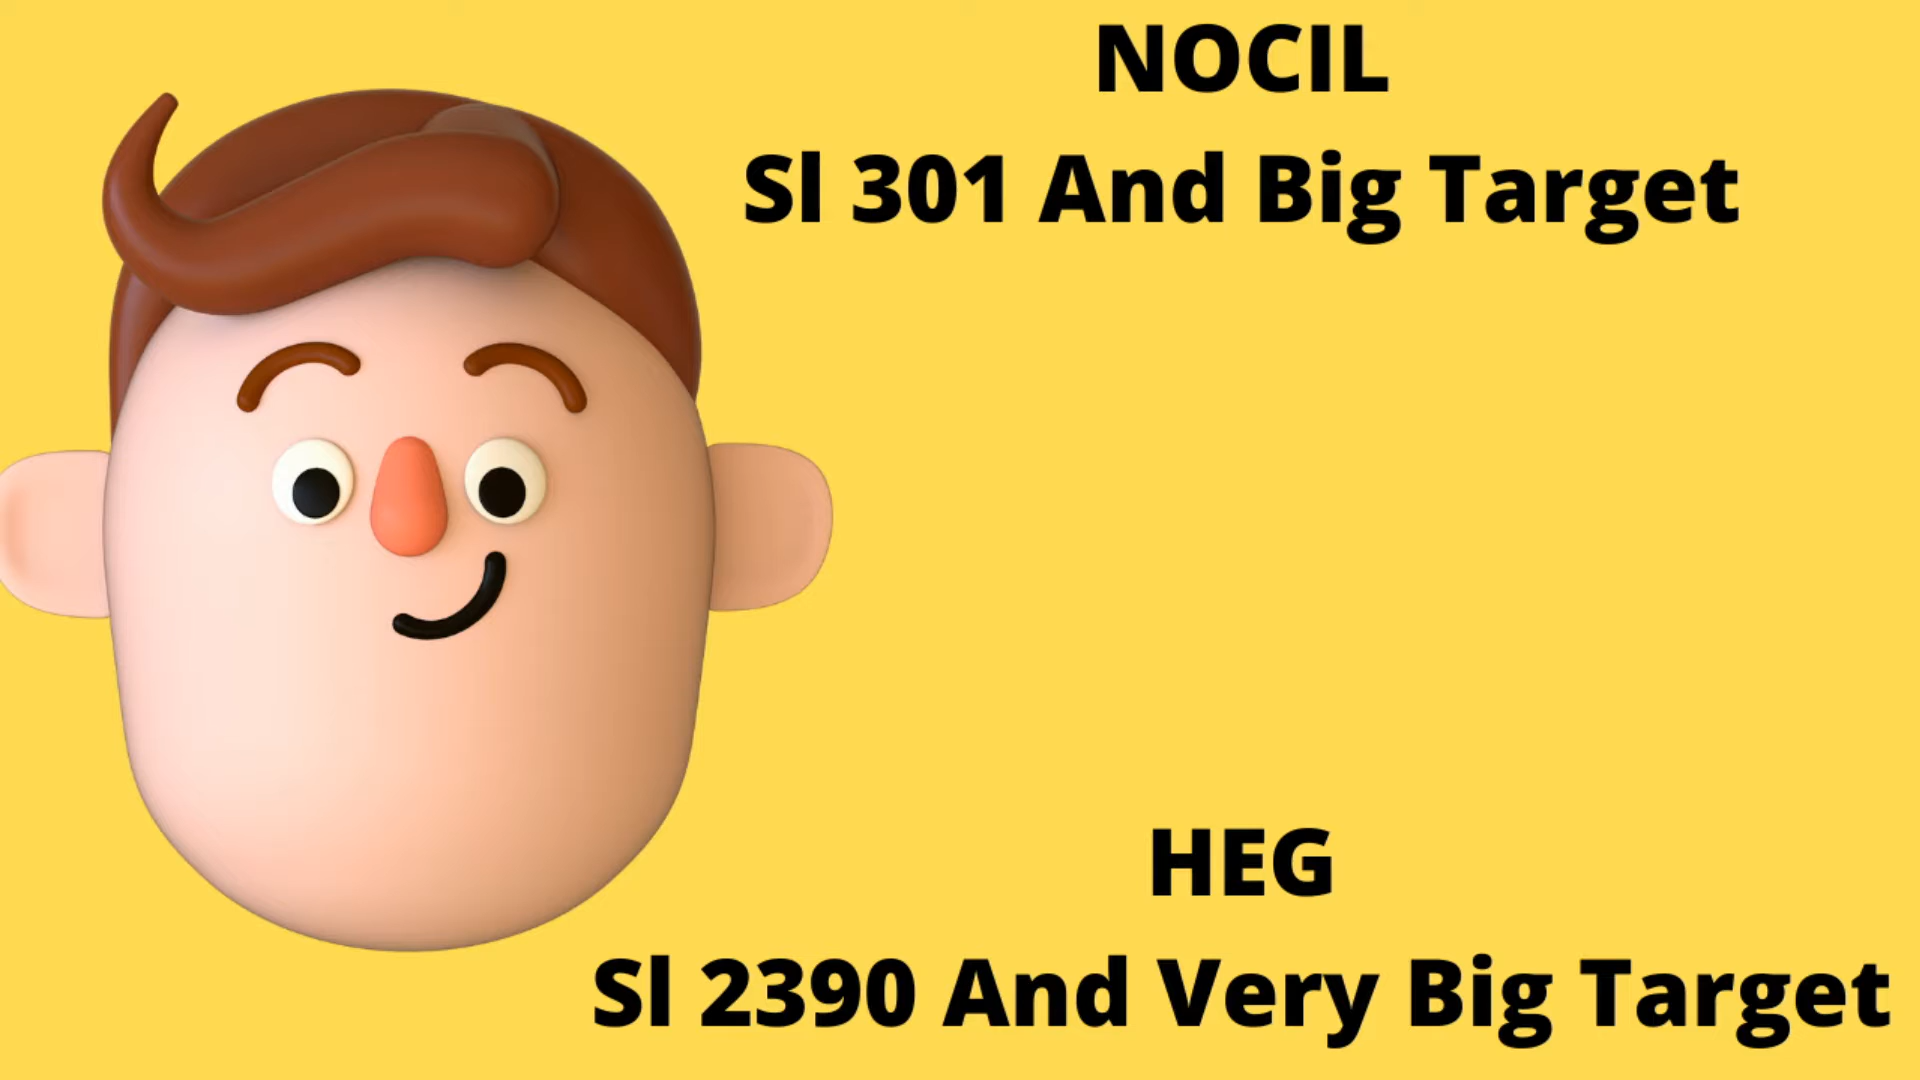 NOCIL
Sl 301 And Big Target
HEG
Sl 2390 And Very Big Target